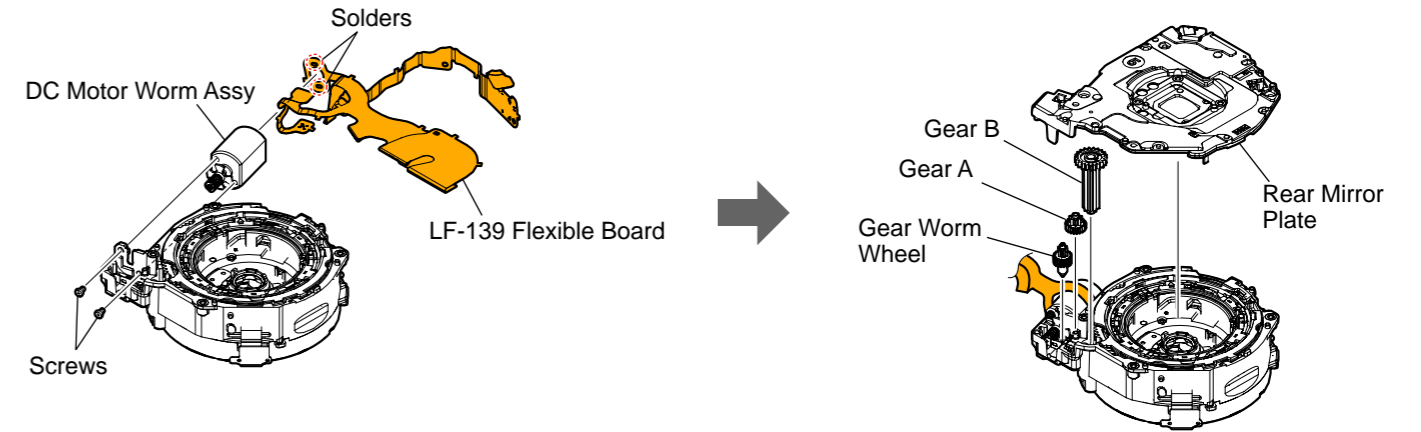 Solders
DC Motor Worm Assy
LF-139 Flexible Board
Screws
Gear B
Gear A
Gear Worm
Wheel
Rear Mirror
Plate